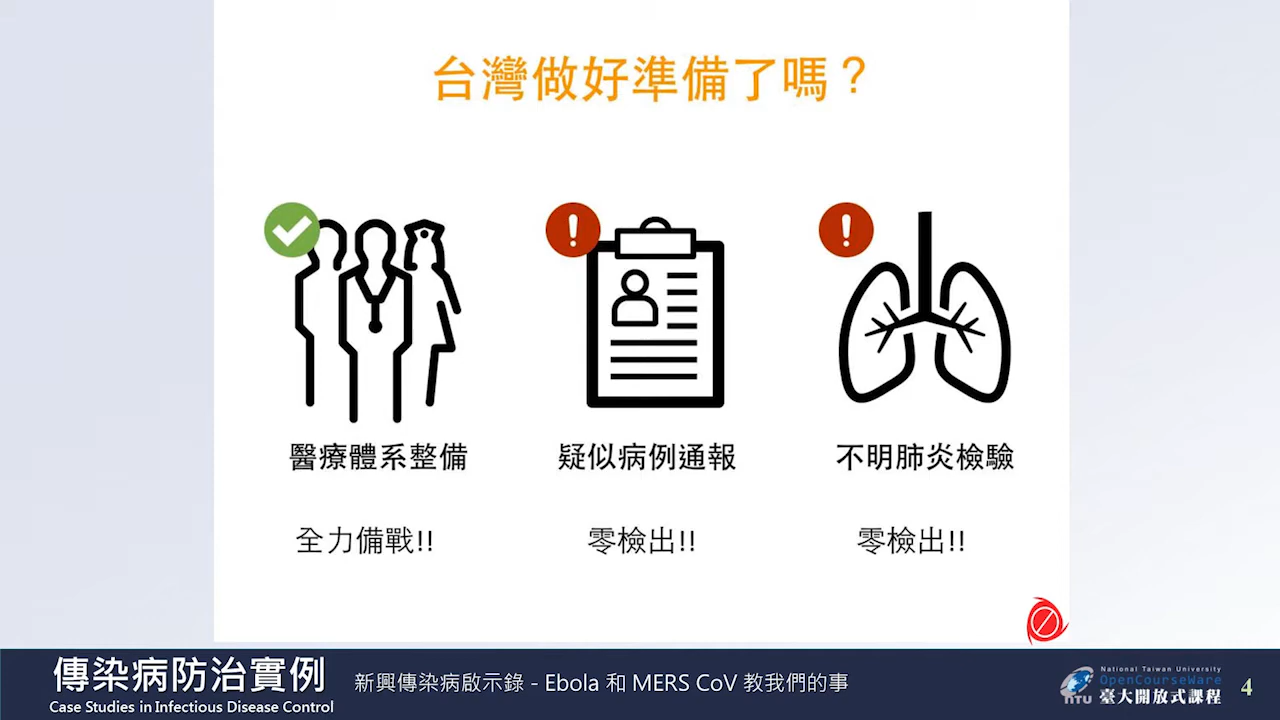 台灣做好準備了嗎？
醫療體系整備
疑似病例通報
不明肺炎檢驗
全力備戰!!
零檢出!!
零檢出!!
傳染病防治實例
Case Studies in Infectious Disease Control
新興傳染病啟示錄 - Ebola 和 MERS CoV 教我們的事
National Taiwan University
OpenCourseWare
NTU 臺大開放式課程
4